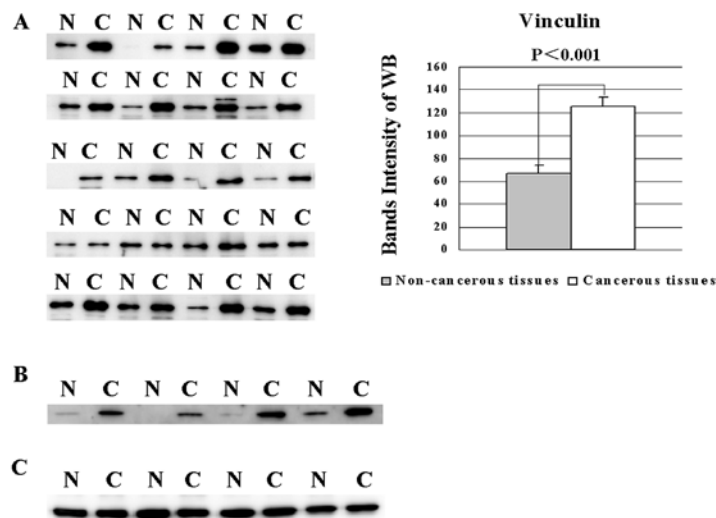 A
N C N C N C N C
N C N C N C N C
N C N C N C N C
N C N C N C N C
N C N C N C N C
Vinculin
P<0.001
Bands Intensity of WB
160
140
120
100
80
60
40
20
0
Non-cancerous tissues Cancerous tissues
B
N C N C N C N C
C
N C N C N C N C